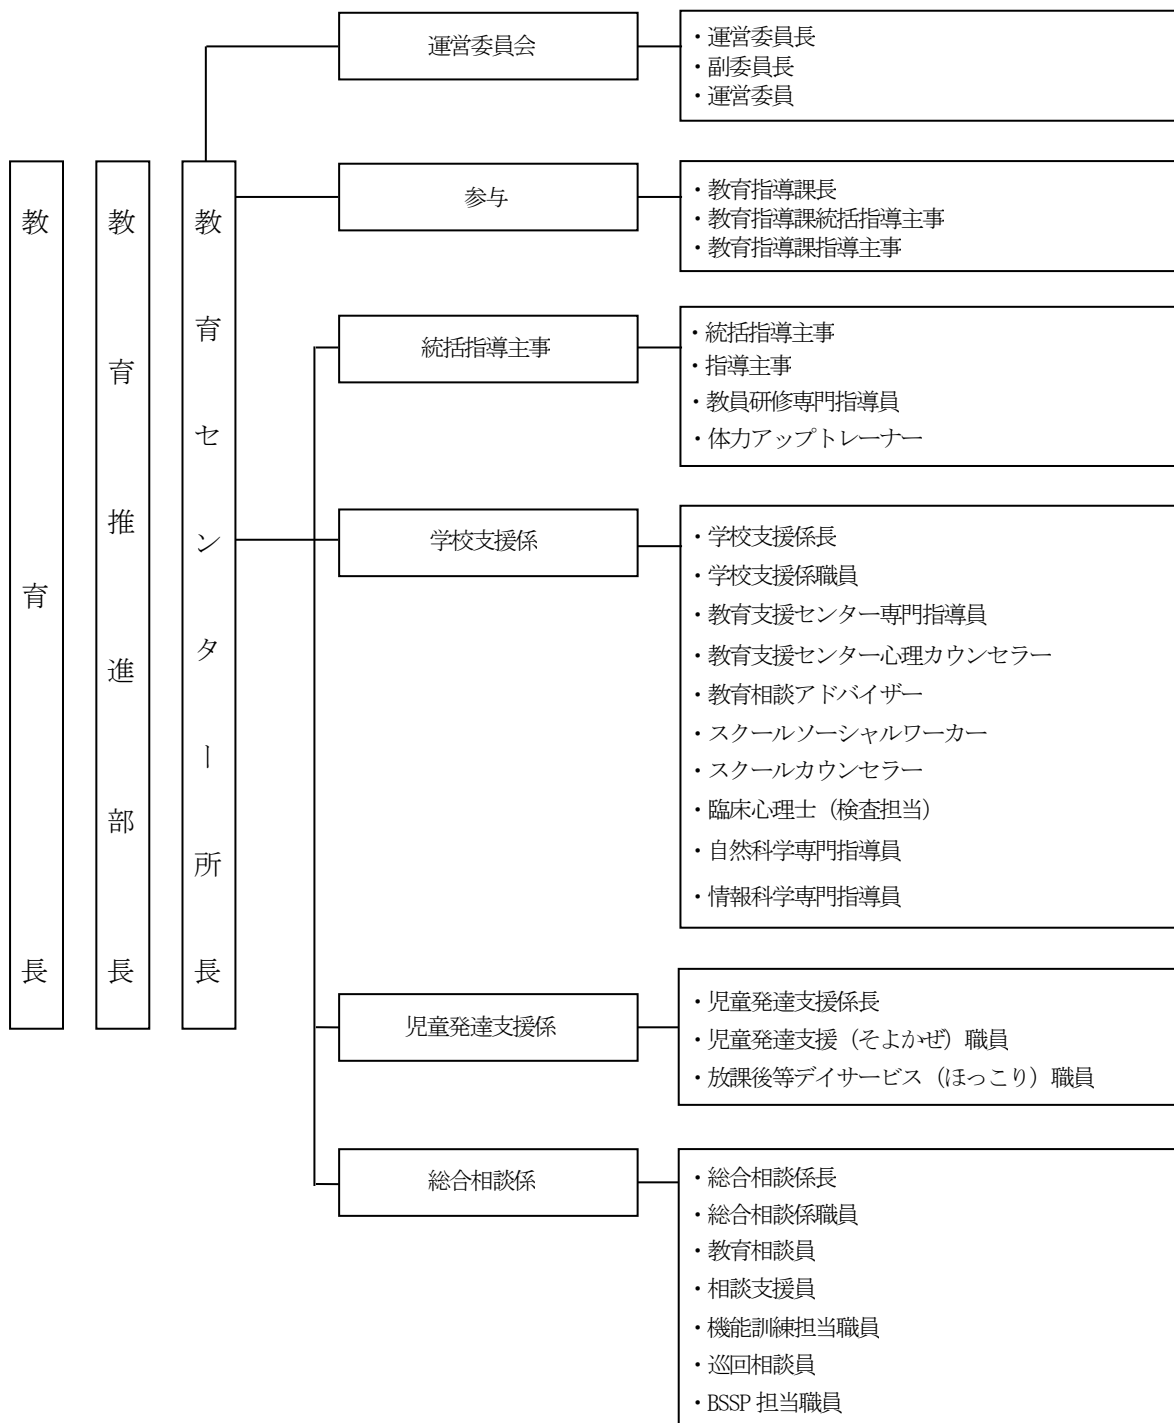 教育長
教育推進部長
教育センター所長
運営委員会
・運営委員長
・副委員長
・運営委員
参与
・教育指導課長
・教育指導課統括指導主事
・教育指導課指導主事
統括指導主事
・統括指導主事
・指導主事
・教員研修専門指導員
・体力アップトレーナー
学校支援係
・学校支援係長
・学校支援係職員
・教育支援センター専門指導員
・教育支援センター心理カウンセラー
・教育相談アドバイザー
・スクールソーシャルワーカー
・スクールカウンセラー
・臨床心理士（検査担当）
・自然科学専門指導員
・情報科学専門指導員
児童発達支援係
・児童発達支援係長
・児童発達支援（そよかぜ）職員
・放課後等デイサービス（ほっこり）職員
総合相談係
・総合相談係長
・総合相談係職員
・教育相談員
・相談支援員
・機能訓練担当職員
・巡回相談員
・BSSP 担当職員